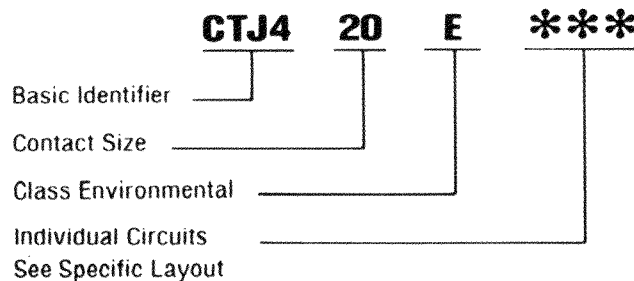 CTJ4 20 E ***
Basic Identifier
Contact Size
Class Environmental
Individual Circuits
See Specific Layout